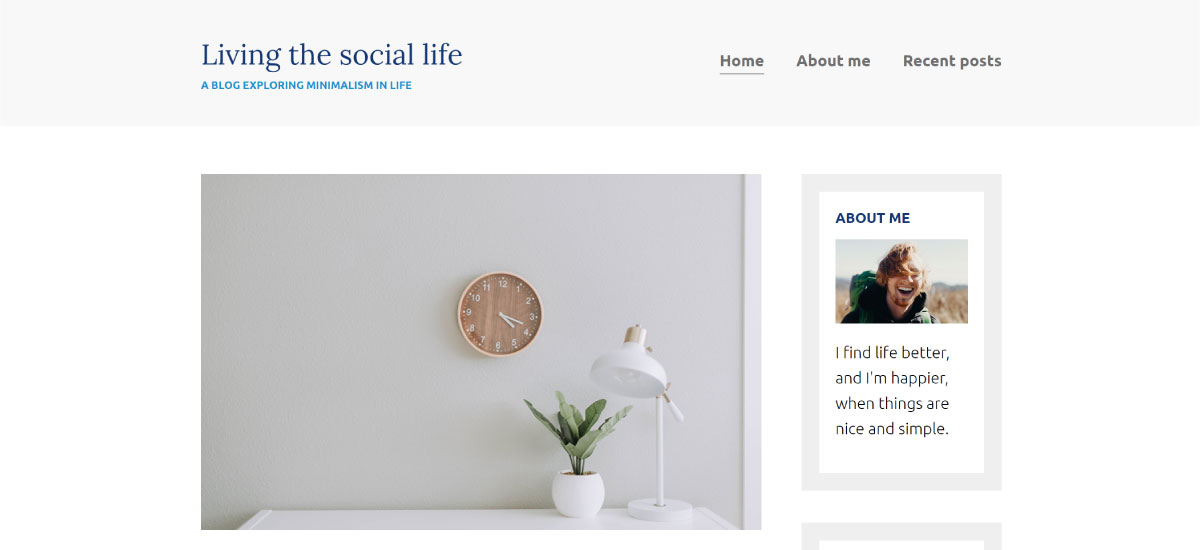 Living the social life
A BLOG EXPLORING MINIMALISM IN LIFE
Home About me Recent posts
12
11 1
10 2
9 3
8 4
7 5
6
ABOUT ME
I find life better,
and I'm happier,
when things are
nice and simple.